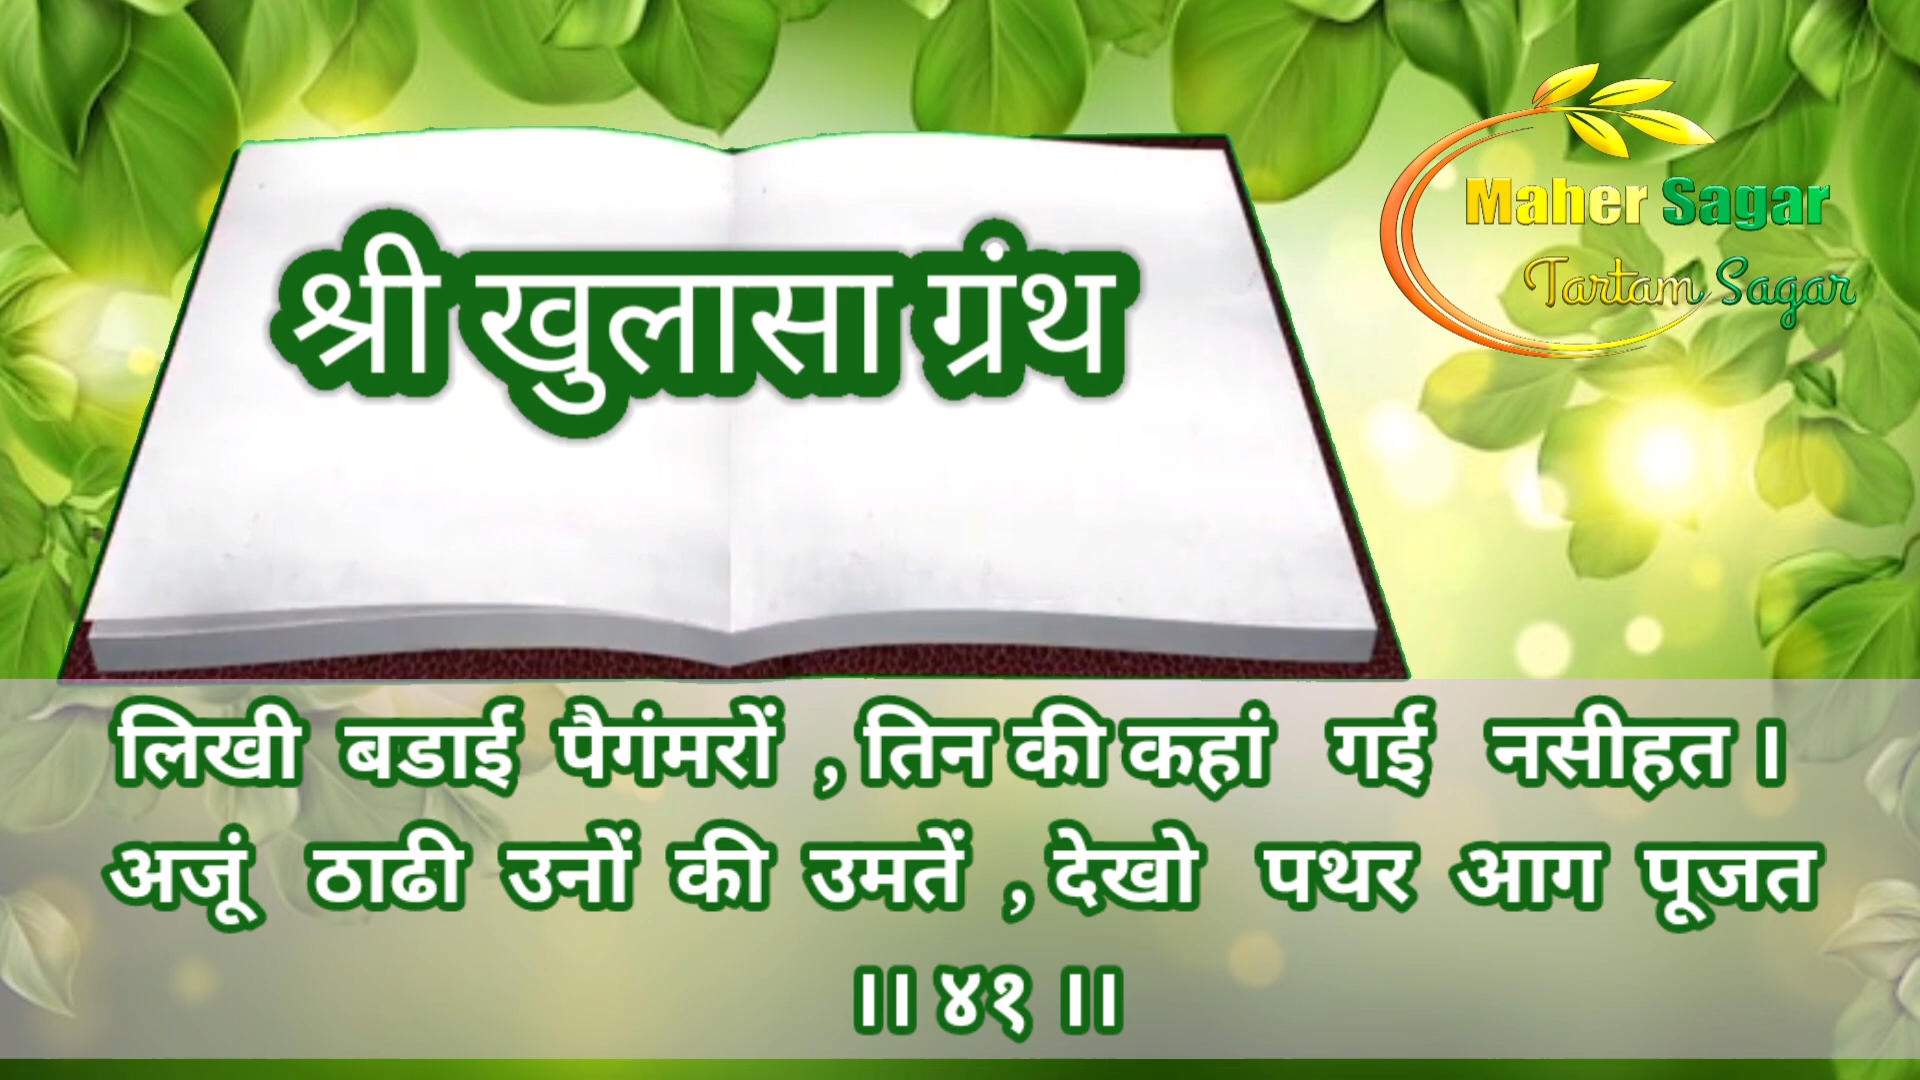 श्री खुलासा ग्रंथ
Maher Sagar
Tartam Sagar
लिखी बडाई पैगंमरों , तिन की कहां गई नसीहत ।
अजूं ठाढी उनों की उमतें , देखो पथर आग पूजत
।। ४१ ।।